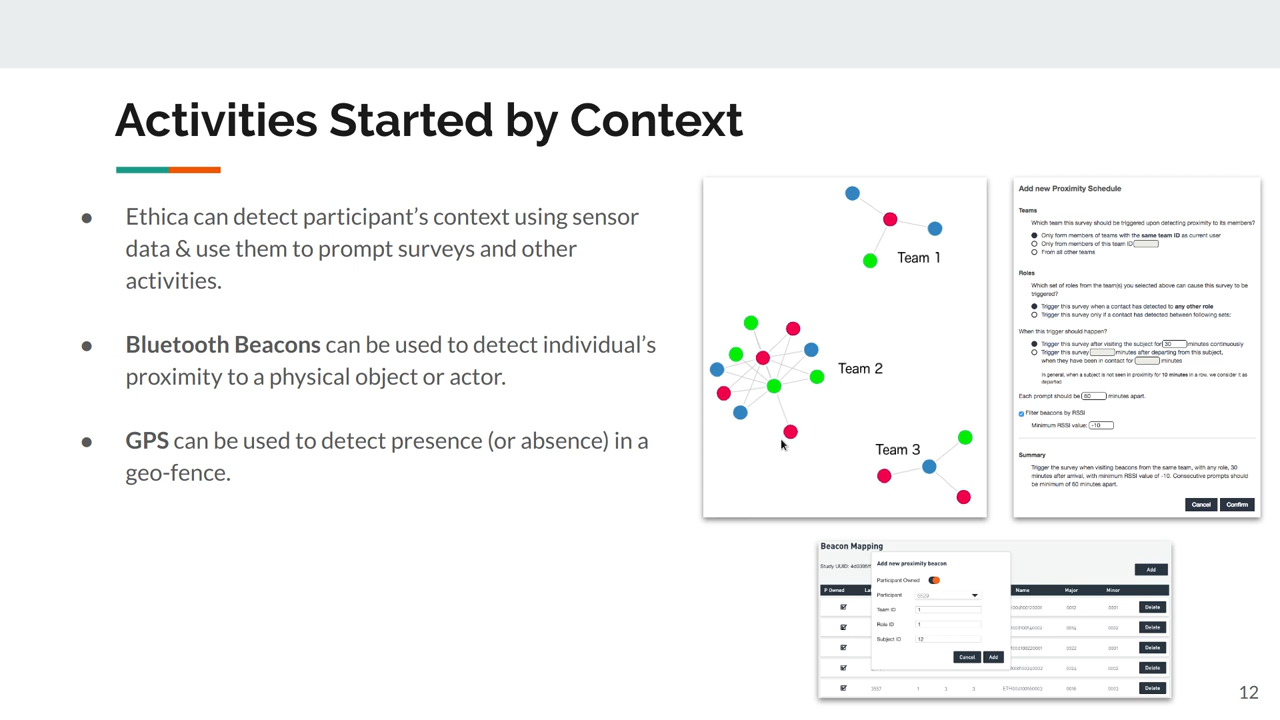 Activities Started by Context
● Ethica can detect participant's context using sensor
data & use them to prompt surveys and other
activities.
● Bluetooth Beacons can be used to detect individual's
proximity to a physical object or actor.
● GPS can be used to detect presence (or absence) in a
geo-fence.
Team 1
Team 2
Team 3
Add new Proximity Schedule
Teams
Which team this survey should be triggered upon detecting proximity to its members?
Only form members of teams with the same team ID as current user
Only from members of this team ID
From all other teams
Roles
Which set of roles from the team(s) you selected above can cause this survey to be
triggered?
Trigger this survey when a contact has detected to any other role
Trigger this survey only if a contact has detected between following sets:
When this trigger should happen?
Trigger this survey after visiting the subject for 30 minutes continuously
Trigger this survey minutes after departing from this subject,
when they have been in contact for minutes
In general, when a subject is not seen in proximity for 10 minutes in a row, we consider it as
departed
Each prompt should be 60 minutes apart.
Filter beacons by RSSI
Minimum RSSI value: -10
Summary
Trigger the survey when visiting beacons from the same team, with any role, 30
minutes after arrival, with minimum RSSI value of -10. Consecutive prompts should
be minimum of 60 minutes apart.
Cancel Confirm
Beacon Mapping
Study UUID:
Add
Add new proximity beacon
Participant Owned
Participant
Team ID 1
Role ID 1
Subject ID 12
Cancel Add
P Owned Name Major Minor
Delete
Delete
Delete
Delete
Delete
12